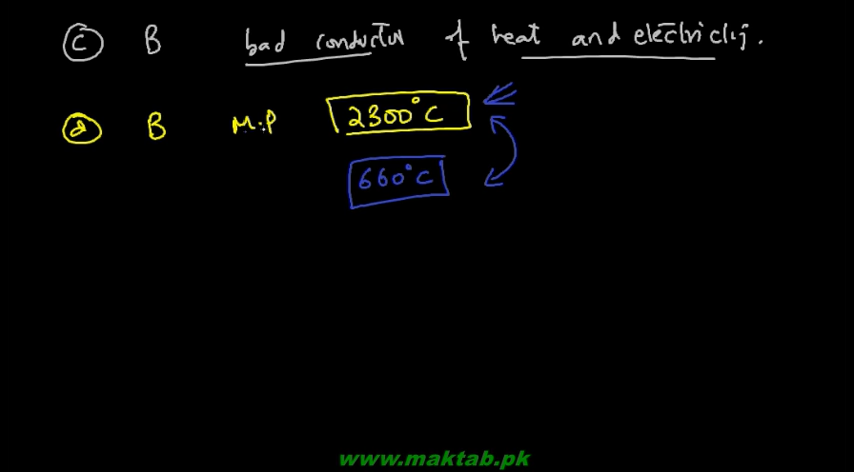 (c) B bad conductor of heat and electricity.
(d) B M.P 2300°C
660°C
www.maktab.pk